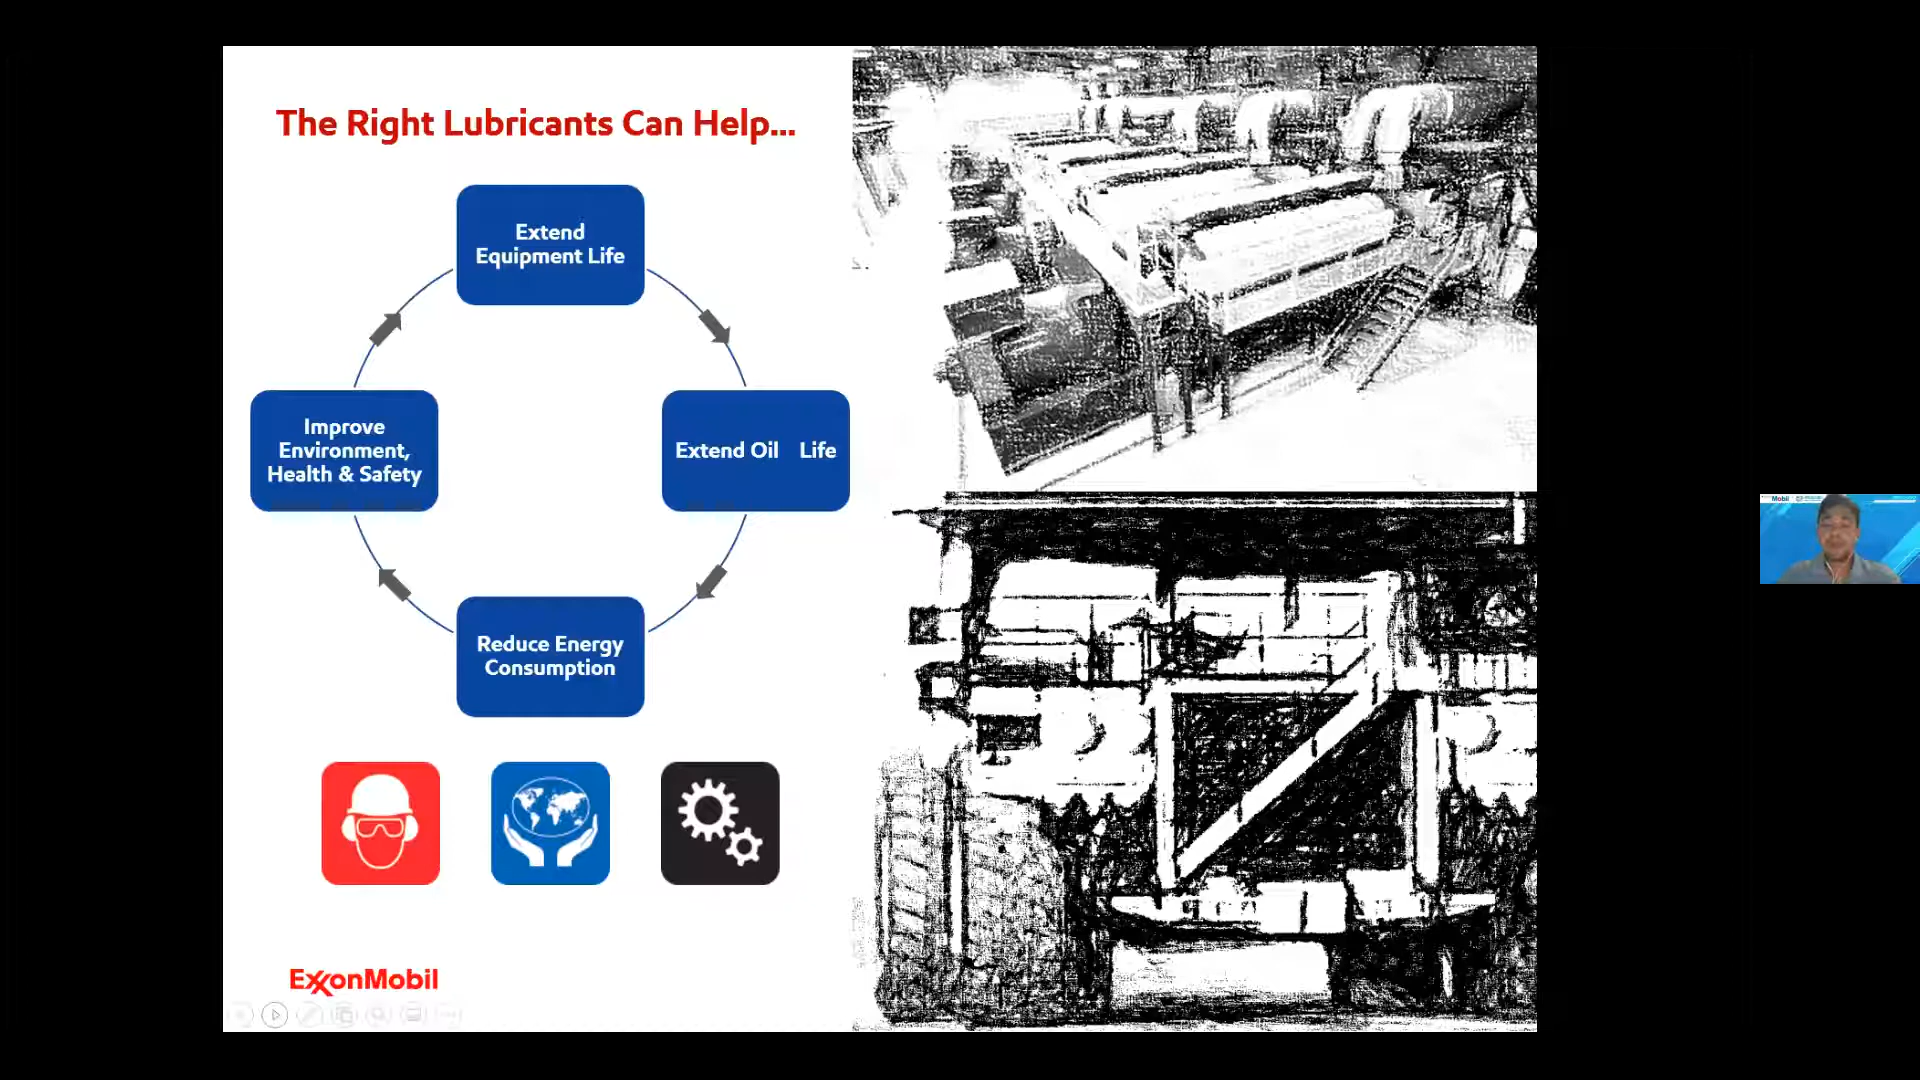 The Right Lubricants Can Help...
Extend
Equipment Life
Improve
Environment,
Health & Safety
Extend Oil Life
Reduce Energy
Consumption
ExxonMobil
Mobil